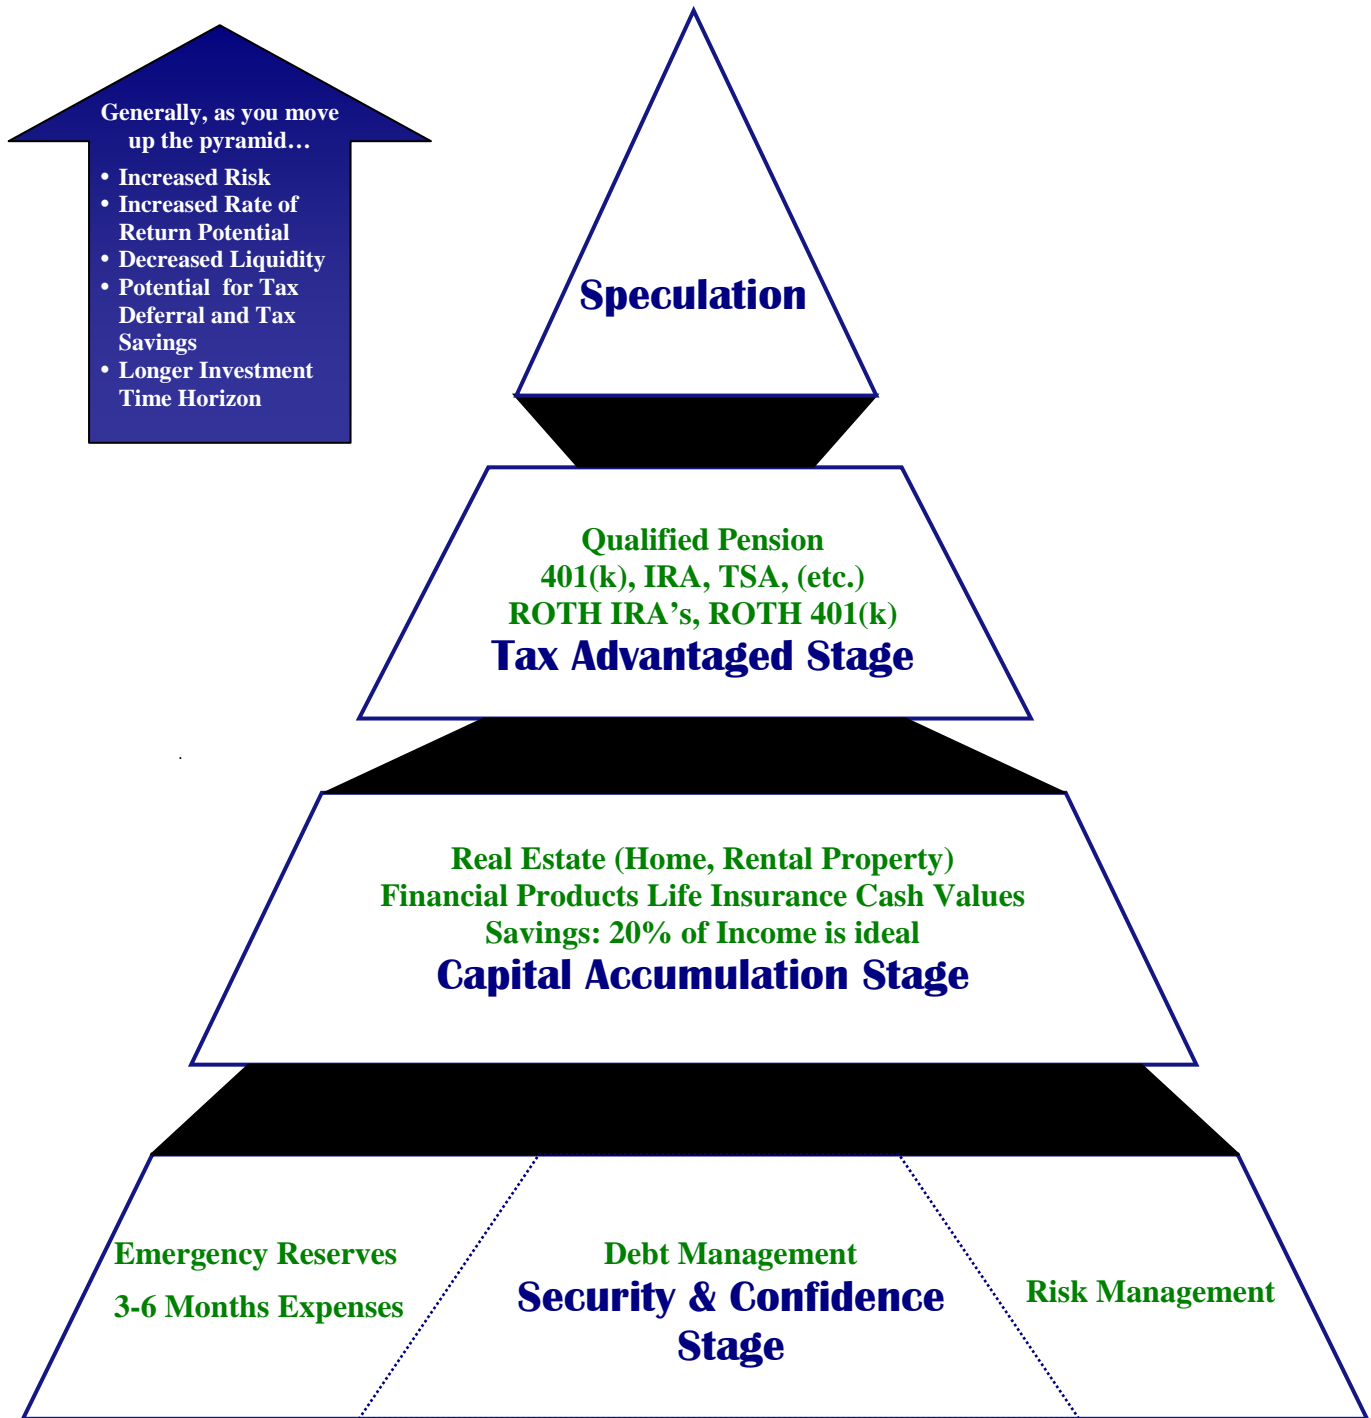 Generally, as you move
up the pyramid…
• Increased Risk
• Increased Rate of
Return Potential
• Decreased Liquidity
• Potential  for Tax
Deferral and Tax
Savings
• Longer Investment
Time Horizon
Speculation
Qualified Pension
401(k), IRA, TSA, (etc.)
ROTH IRA’s, ROTH 401(k)
Tax Advantaged Stage
Real Estate (Home, Rental Property)
Financial Products Life Insurance Cash Values
Savings: 20% of Income is ideal
Capital Accumulation Stage
Emergency Reserves
3-6 Months Expenses
Debt Management
Security & Confidence
Stage
Risk Management